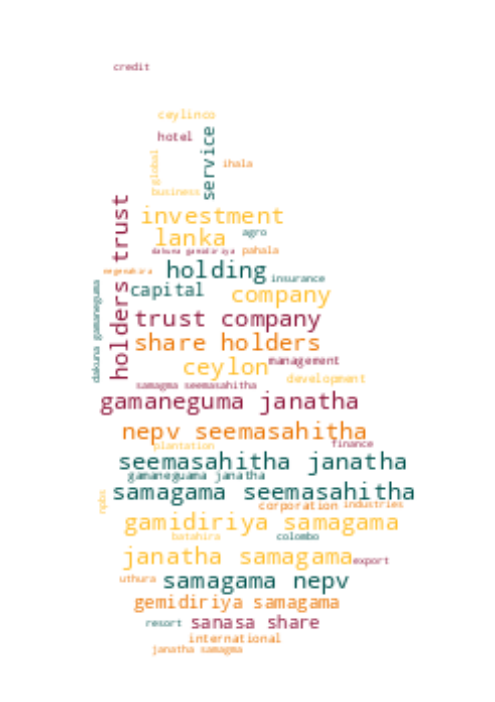 credit
ceylinco
hotel
service
global
ihala
business
holders trust
investment
lanka
agro
dakuna gamidiriya
pahala
holding
insurance
capital
company
dakuna gamaneguma
trust company
share holders
ceylon
management
development
samagma seemasahitha
gamaneguma janatha
nepv seemasahitha
finance
plantation
seemasahitha janatha
gamaneguama janatha
samagama seemasahitha
npbs
corporation
industries
gamidiriya samagama
batahira
colombo
janatha samagama
export
uthura
samagama nepv
gemidiriya samagama
resort
sanasa share
international
janatha samagma